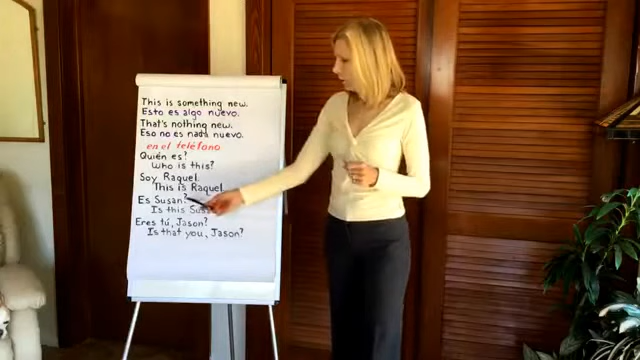 This is something new.
Esto es algo nuevo.
That's nothing new.
Eso no es nada nuevo.
en el teléfono
Quién es?
Who is this?
Soy Raquel.
This is Raquel.
Es Susan?
Is this
Eres tú, Jason?
Is that you, Jason?